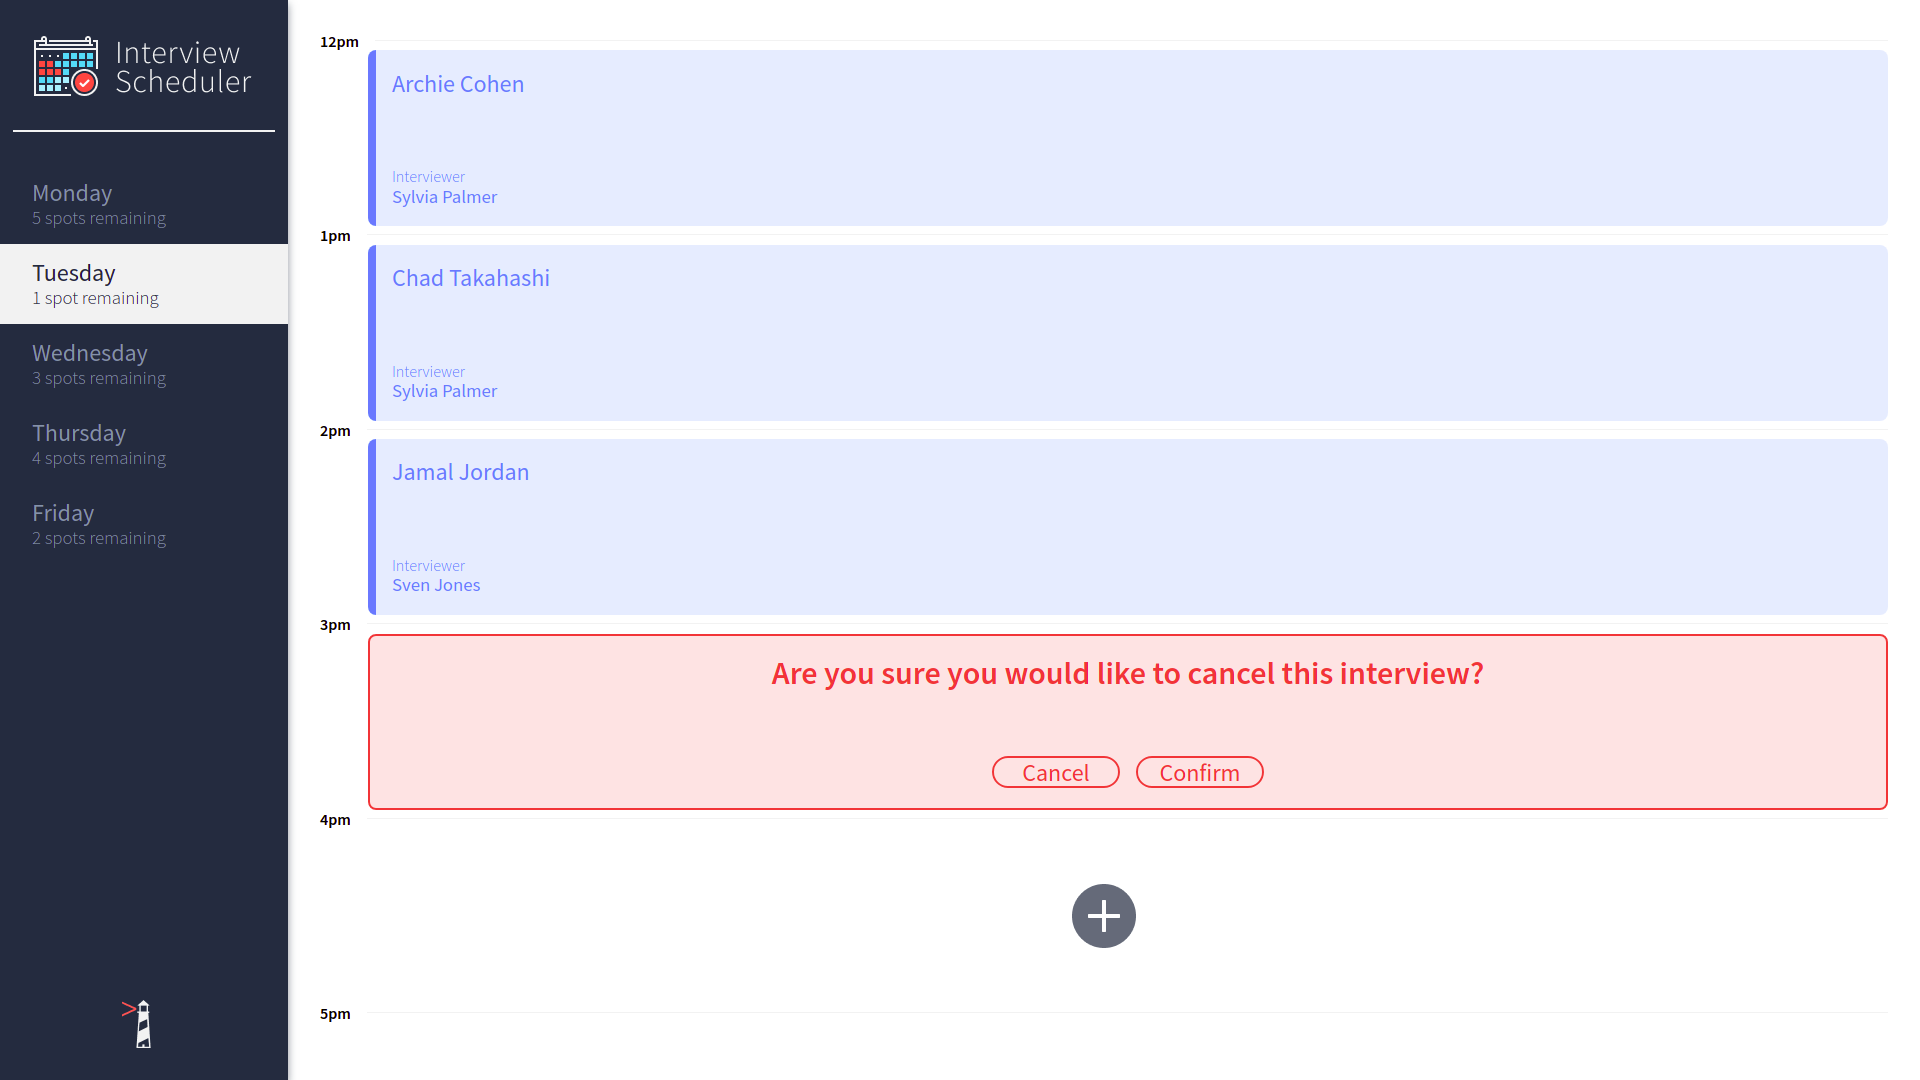 Interview
Scheduler
Monday
5 spots remaining
Tuesday
1 spot remaining
Wednesday
3 spots remaining
Thursday
4 spots remaining
Friday
2 spots remaining
12pm
Archie Cohen
Interviewer
Sylvia Palmer
1pm
Chad Takahashi
Interviewer
Sylvia Palmer
2pm
Jamal Jordan
Interviewer
Sven Jones
3pm
Are you sure you would like to cancel this interview?
Cancel Confirm
4pm
5pm